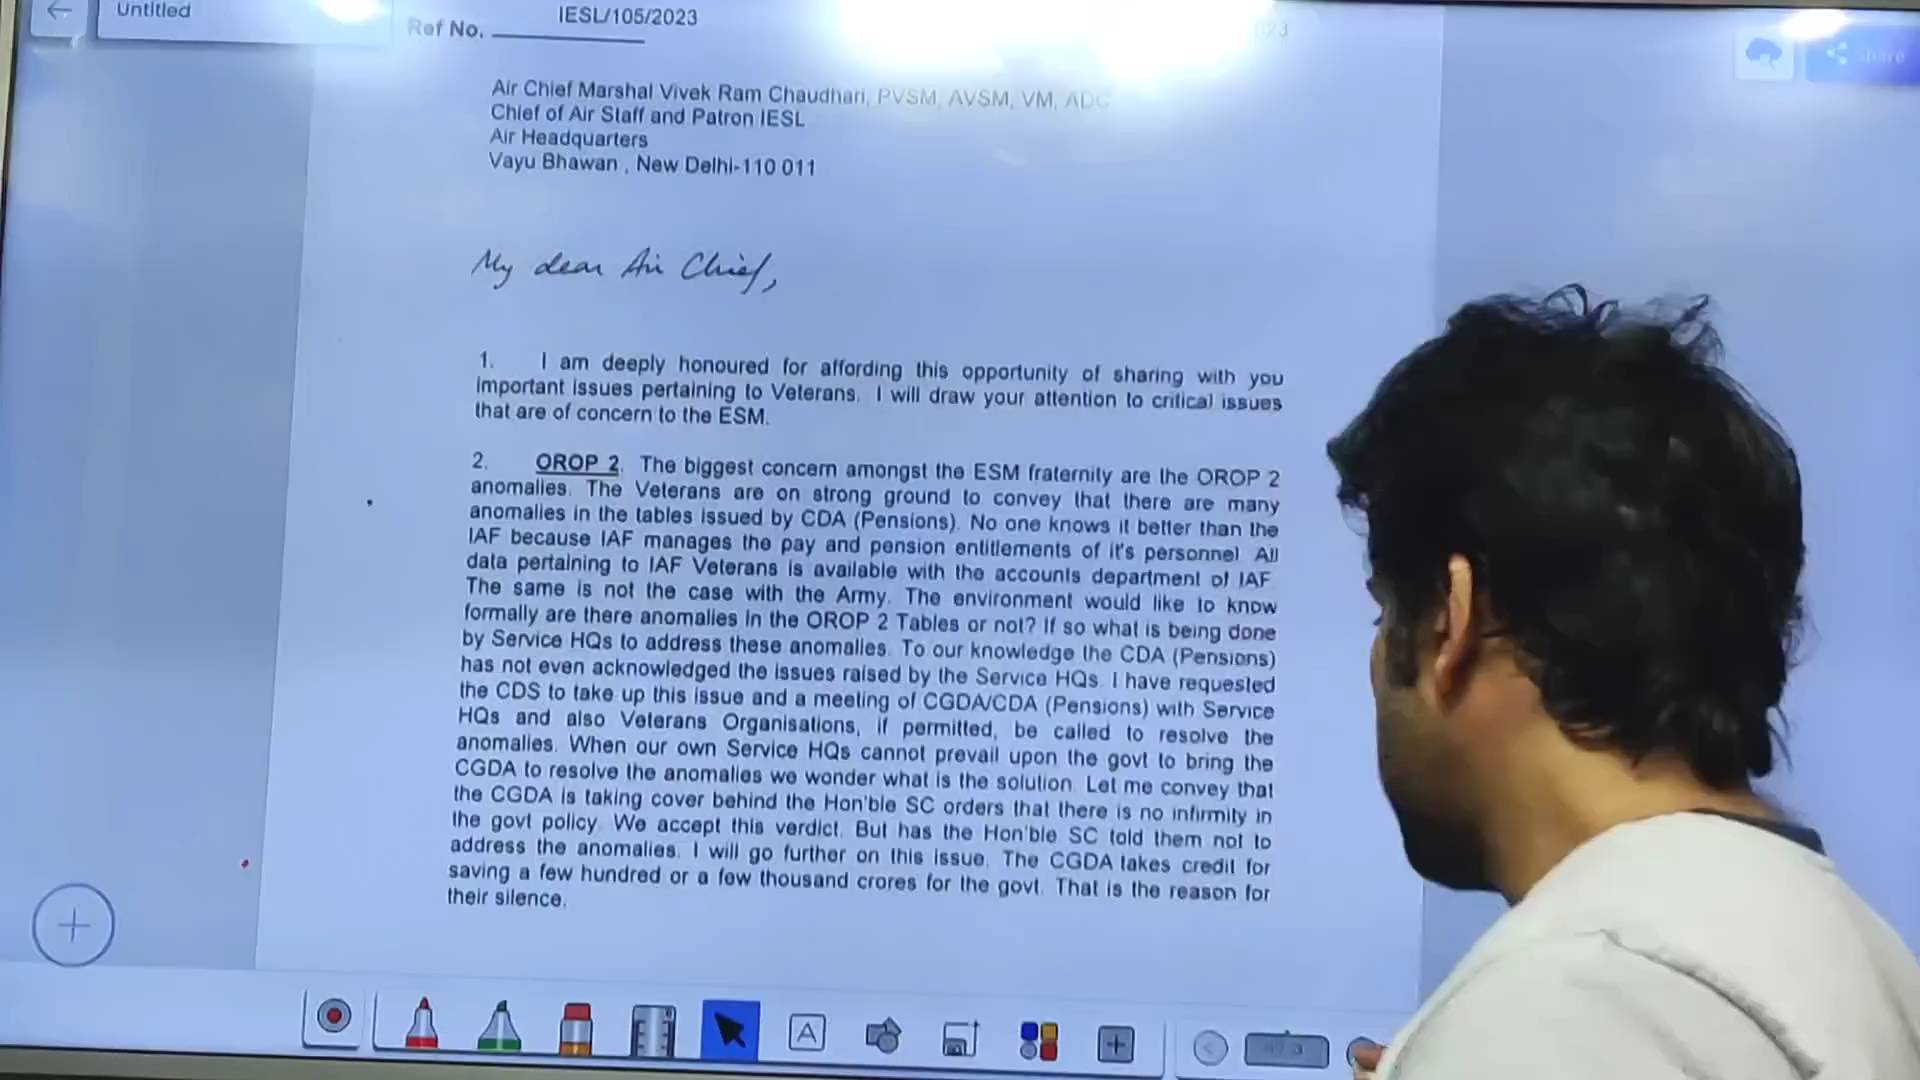 Untitled
Ref No. IESL/105/2023
023
Share
Air Chief Marshal Vivek Ram Chaudhari, PVSM, AVSM, VM, ADC
Chief of Air Staff and Patron IESL
Air Headquarters
Vayu Bhawan , New Delhi-110 011
My dear Air Chief,
1. I am deeply honoured for affording this opportunity of sharing with you
important issues pertaining to Veterans. I will draw your attention to critical issues
that are of concern to the ESM.
2. OROP 2. The biggest concern amongst the ESM fraternity are the OROP 2
anomalies. The Veterans are on strong ground to convey that there are many
anomalies in the tables issued by CDA (Pensions). No one knows it better than the
IAF because IAF manages the pay and pension entitlements of it's personnel. All
data pertaining to IAF Veterans is available with the accounts department of IAF.
The same is not the case with the Army. The environment would like to know
formally are there anomalies in the OROP 2 Tables or not? If so what is being done
by Service HQs to address these anomalies. To our knowledge the CDA (Pensions)
has not even acknowledged the issues raised by the Service HQs. I have requested
the CDS to take up this issue and a meeting of CGDA/CDA (Pensions) with Service
HQs and also Veterans Organisations, if permitted, be called to resolve the
anomalies. When our own Service HQs cannot prevail upon the govt to bring the
CGDA to resolve the anomalies we wonder what is the solution. Let me convey that
the CGDA is taking cover behind the Hon'ble SC orders that there is no infirmity in
the govt policy. We accept this verdict. But has the Hon'ble SC told them not to
address the anomalies. I will go further on this issue. The CGDA takes credit for
saving a few hundred or a few thousand crores for the govt. That is the reason for
their silence.
A